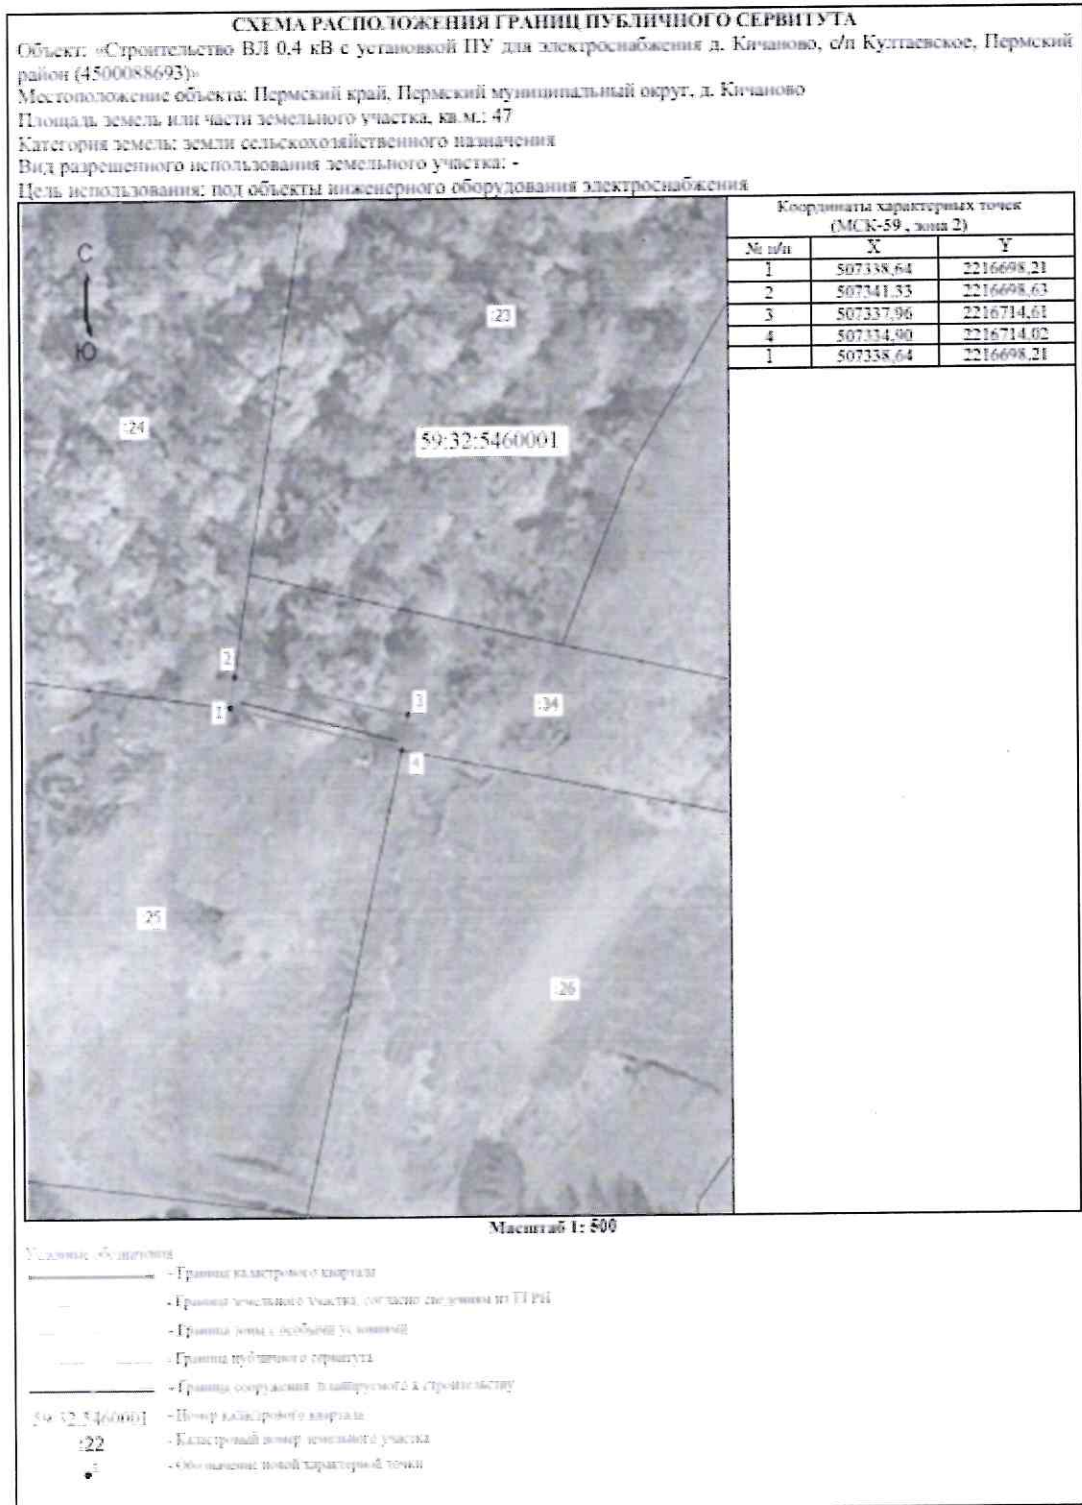 СХЕМА РАСПОЛОЖЕНИЯ ГРАНИЦ ПУБЛИЧНОГО СЕРВИТУТА
Объект: «Строительство ВЛ 0,4 кВ с установкой ПУ для электроснабжения д. Кичаново, с/п Култаевское, Пермский
район (4500088693)»
Местоположение объекта: Пермский край, Пермский муниципальный округ, д. Кичаново
Площадь земель или части земельного участка, кв.м.: 47
Категория земель: земли сельскохозяйственного назначения
Вид разрешенного использования земельного участка: -
Цель использования: под объекты инженерного оборудования электроснабжения
Координаты характерных точек
(МСК-59 , зона 2)
№ п/п X Y
1 507338,64 2216698,21
2 507341,33 2216698,63
3 507337,96 2216714,61
4 507334,90 2216714,02
1 507338,64 2216698,21
С
Ю
:23
:24
59:32:5460001
2
1
3
:34
4
:25
:26
Масштаб 1: 500
Условные обозначения
- Граница кадастрового квартала
- Граница земельного участка, согласно сведениям из ЕГРН
- Граница зоны с особыми условиями
- Граница публичного сервитута
- Граница сооружения, планируемого к строительству
59:32:5460001 - Номер кадастрового квартала
:22 - Кадастровый номер земельного участка
- Обозначение новой характерной точки